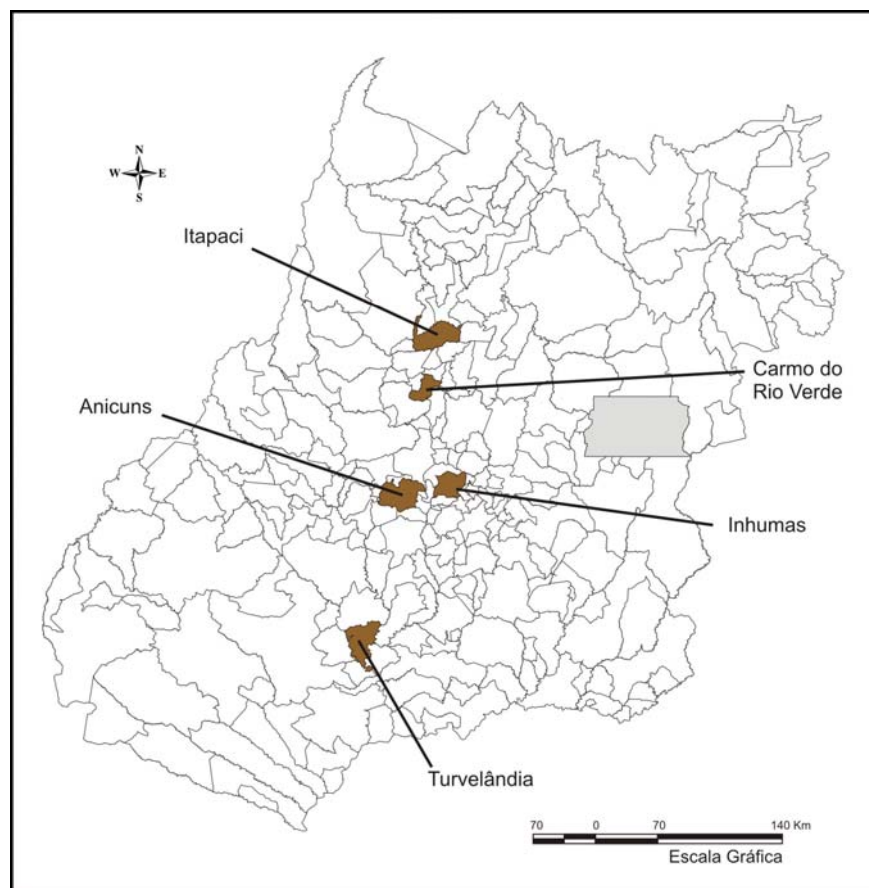 N
W E
S
Itapaci
Carmo do
Rio Verde
Anicuns
Inhumas
Turvelândia
70 0 70 140 Km
Escala Gráfica